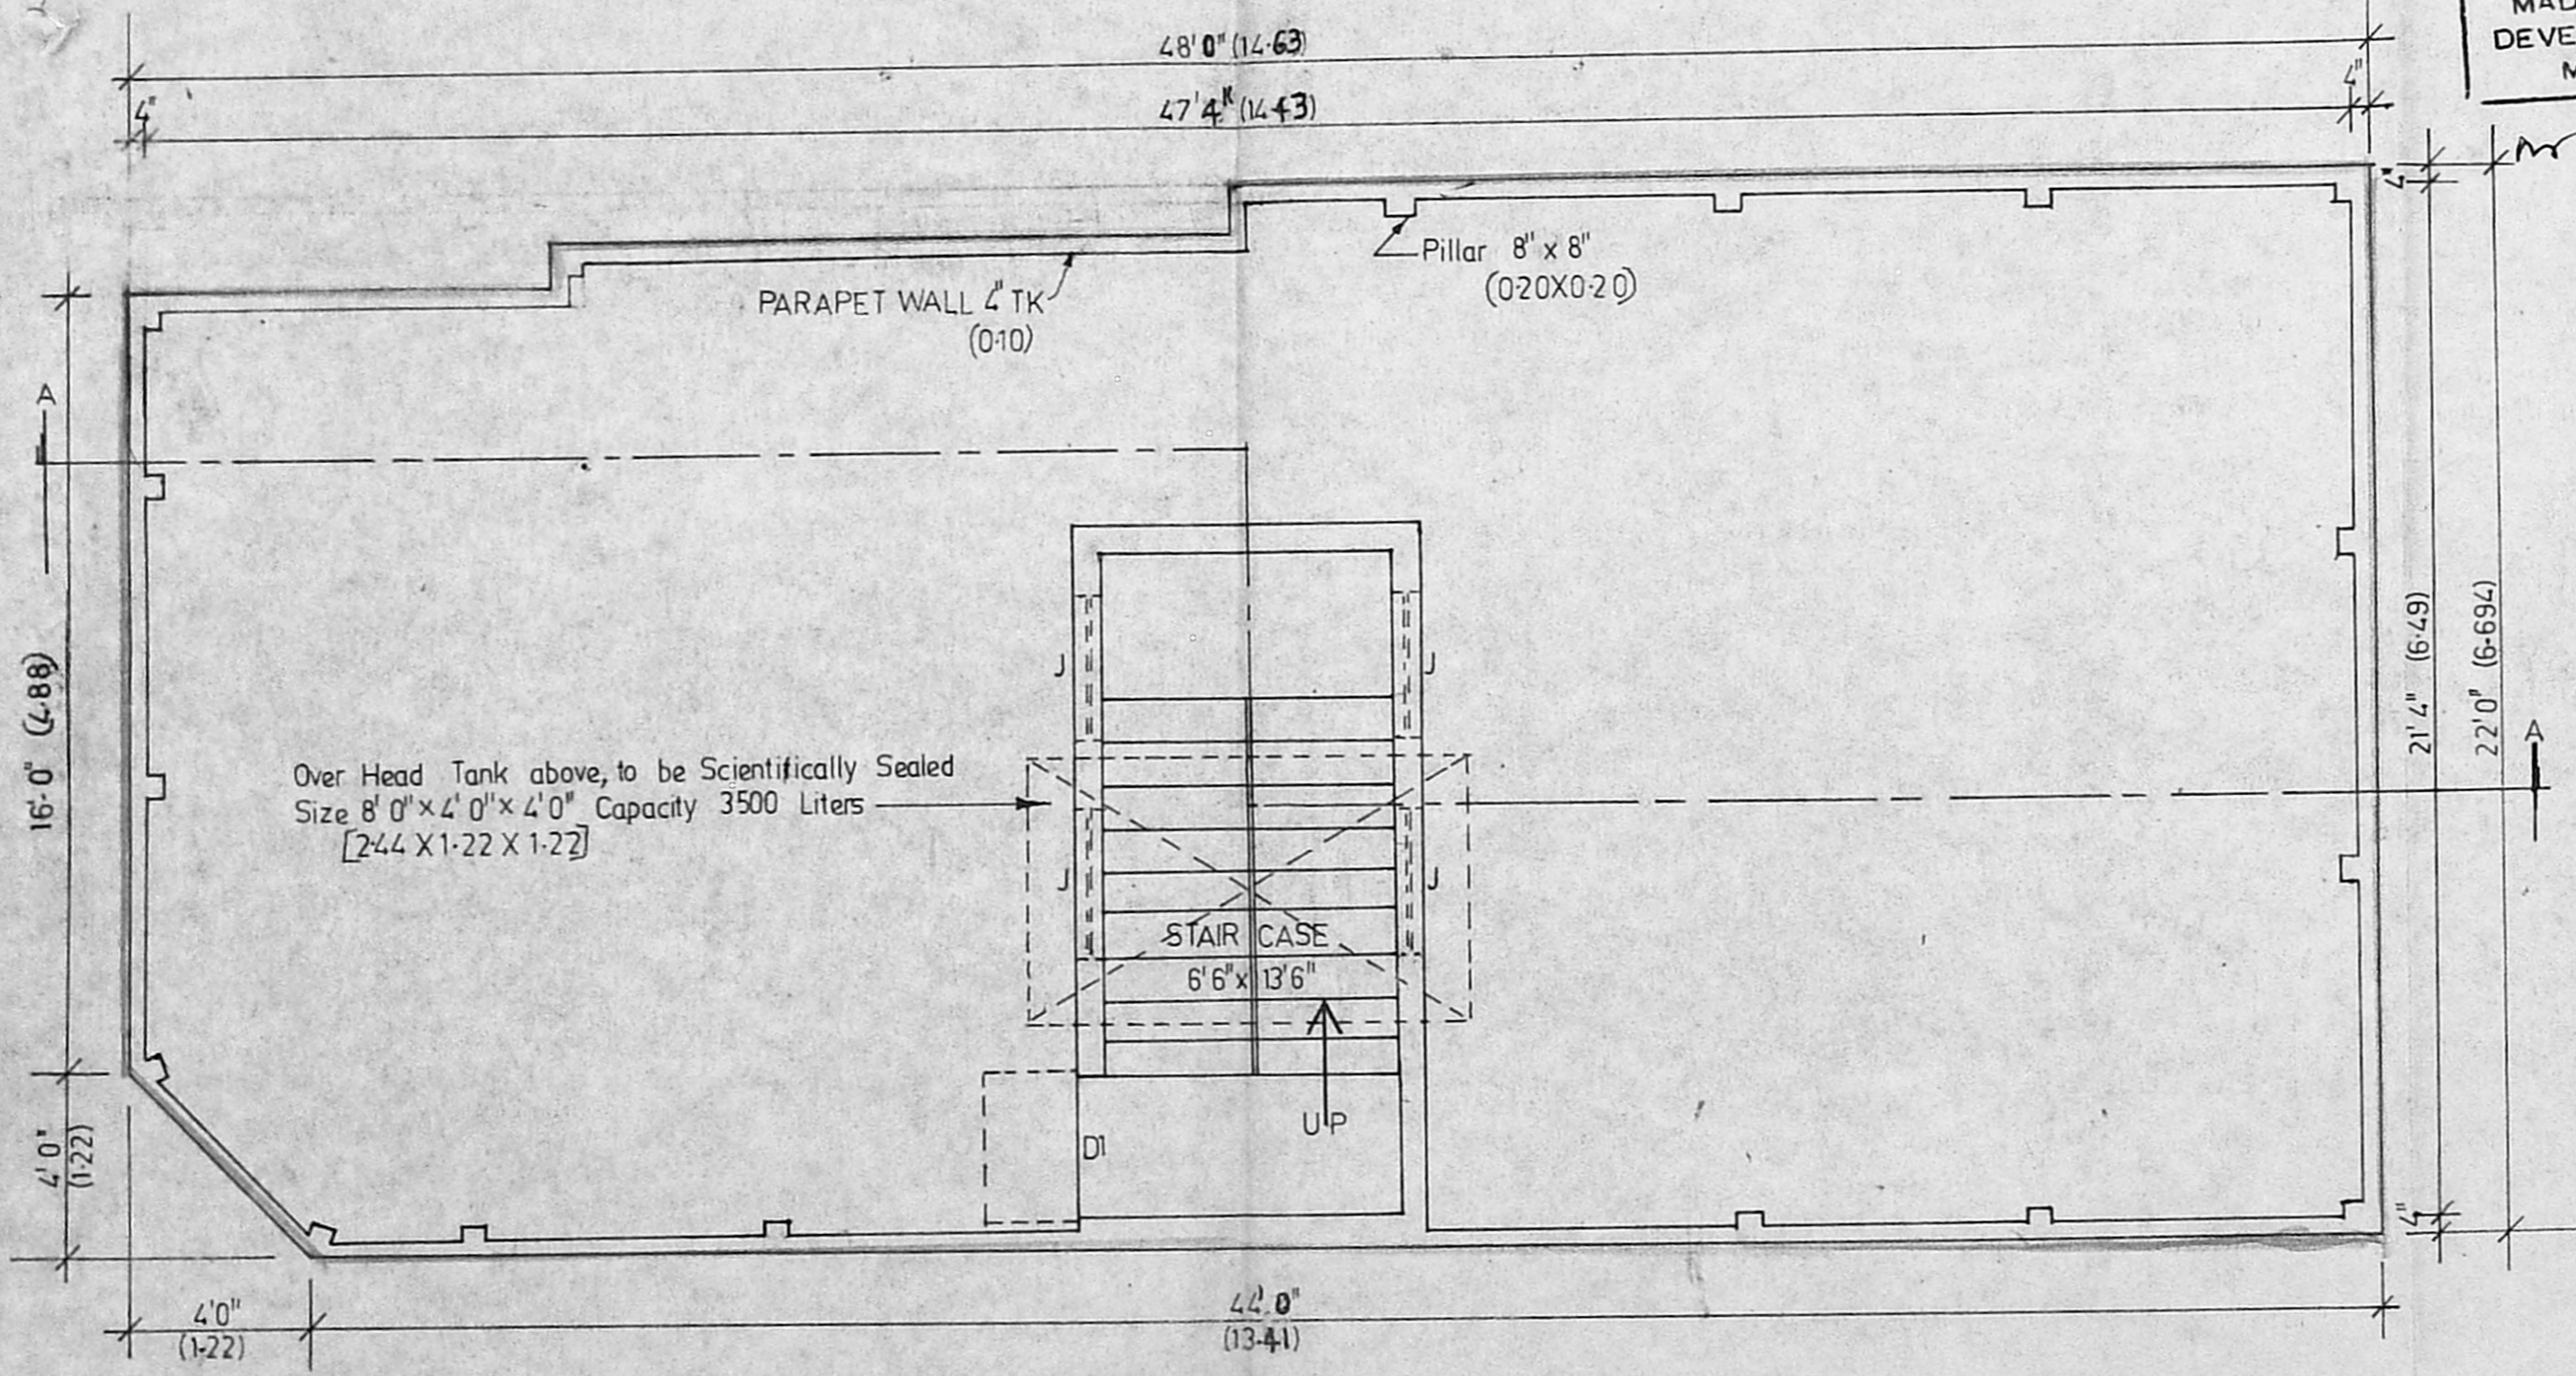 MAD
DEVE
M
48'0" (14·63)
4"
4"
47'4" (14·43)
4"
Pillar 8" x 8"
(0·20X0·20)
PARAPET WALL 4" TK
(0·10)
A
J
J
16'-0" (4·88)
21' 4" (6·49)
22'0" (6·694)
A
Over Head Tank above, to be Scientifically Sealed
Size 8' 0" × 4' 0" × 4' 0" Capacity 3500 Liters
[2·44 X 1·22 X 1·22]
J
J
STAIR CASE
6'6" x 13'6"
UP
D1
4'0"
(1·22)
4"
4'0"
(1·22)
44'.0"
(13·41)